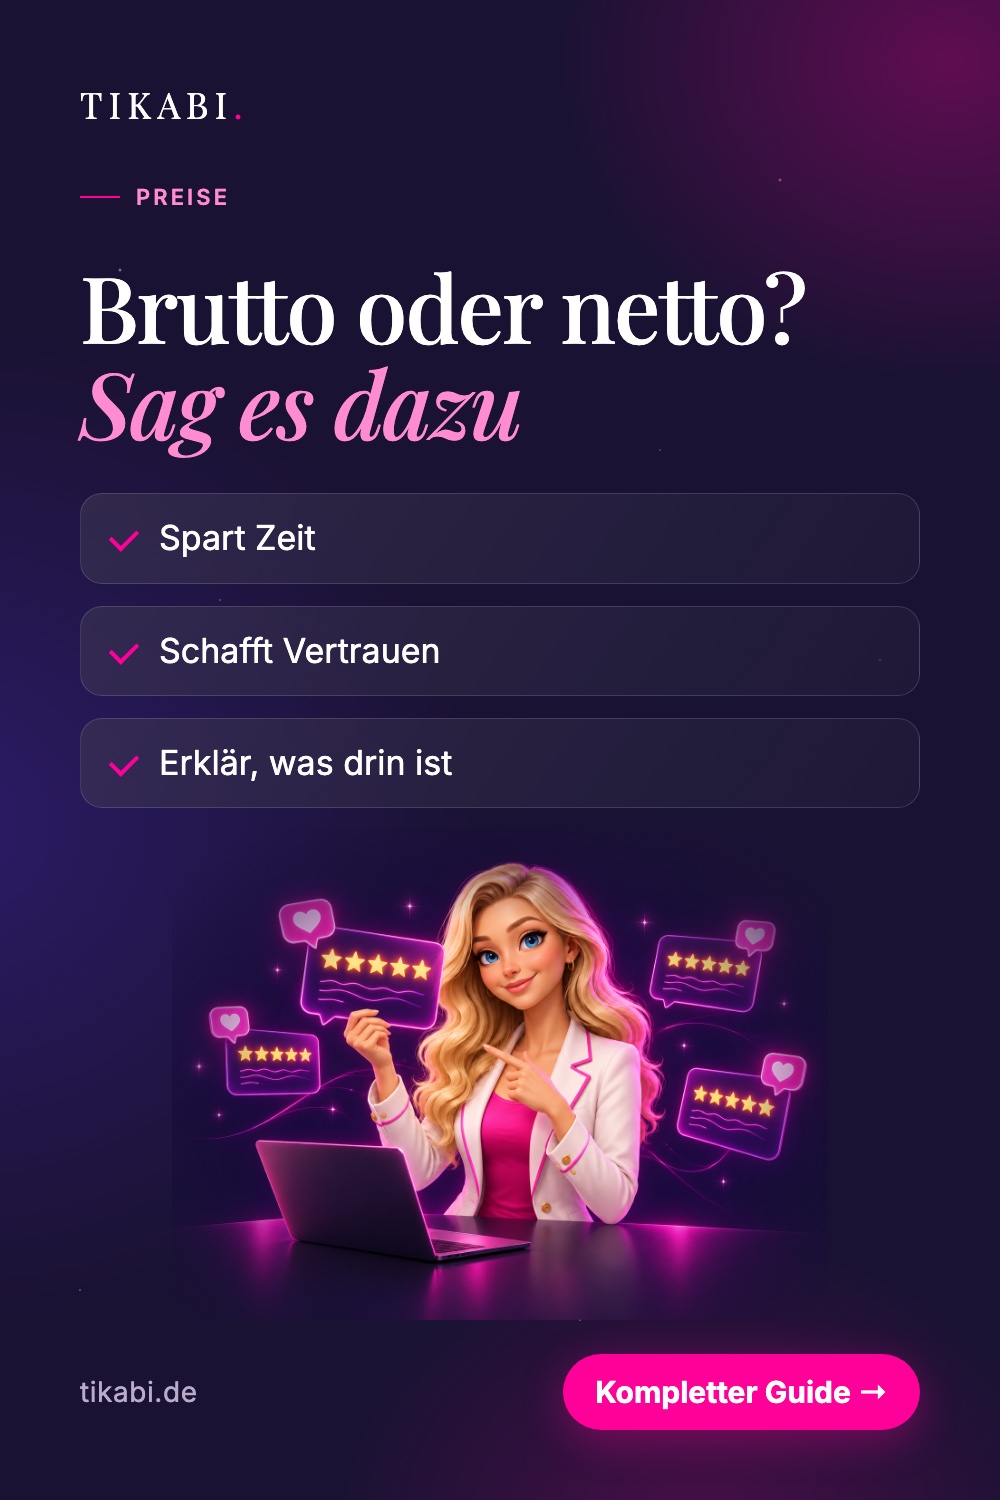 TIKABI.
PREISE
Brutto oder netto?
Sag es dazu
Spart Zeit
Schafft Vertrauen
Erklär, was drin ist
tikabi.de
Kompletter Guide →